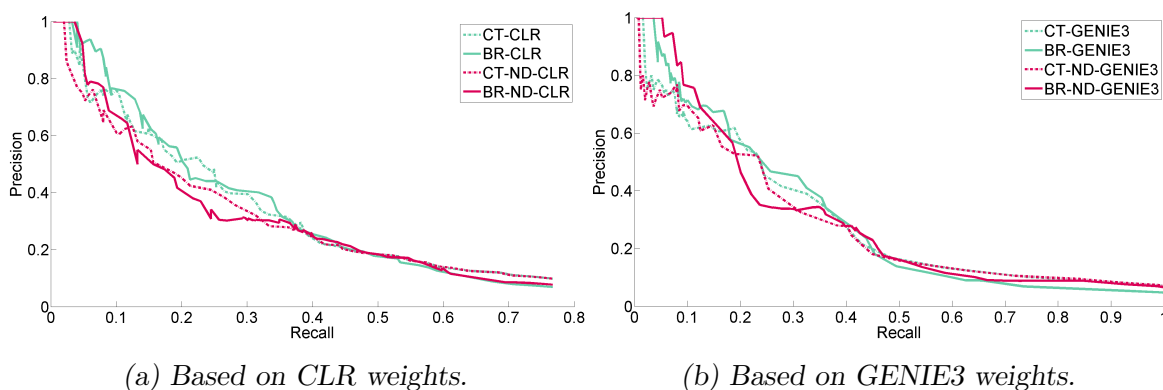 1
0.8
0.6
0.4
0.2
0
Precision
0 0.1 0.2 0.3 0.4 0.5 0.6 0.7 0.8
Recall
CT-CLR
BR-CLR
CT-ND-CLR
BR-ND-CLR
(a) Based on CLR weights.
1
0.8
0.6
0.4
0.2
0
Precision
0 0.1 0.2 0.3 0.4 0.5 0.6 0.7 0.8 0.9 1
Recall
CT-GENIE3
BR-GENIE3
CT-ND-GENIE3
BR-ND-GENIE3
(b) Based on GENIE3 weights.